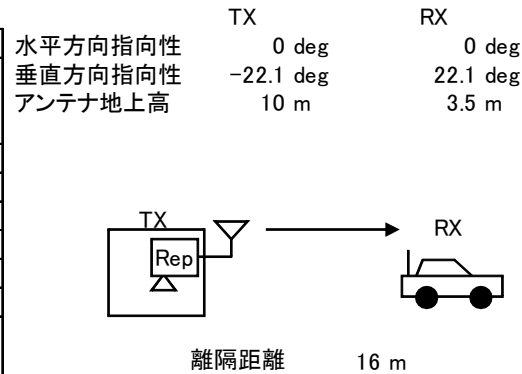 TX RX
水平方向指向性 0 deg 0 deg
垂直方向指向性 -22.1 deg 22.1 deg
アンテナ地上高 10 m 3.5 m
TX
RX
Rep
離隔距離 16 m